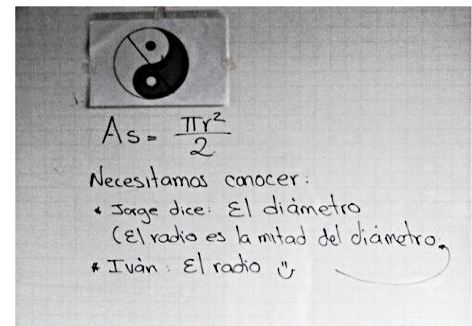 As = πr²/2
Necesitamos conocer:
* Jorge dice: El diámetro
(El radio es la mitad del diámetro.
* Iván: El radio